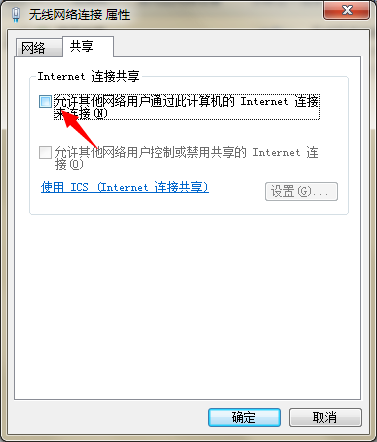 无线网络连接 属性
网络
共享
Internet 连接共享
允许其他网络用户通过此计算机的 Internet 连接
来连接(N)
允许其他网络用户控制或禁用共享的 Internet 连
接(O)
使用 ICS (Internet 连接共享)
设置(G)...
确定
取消